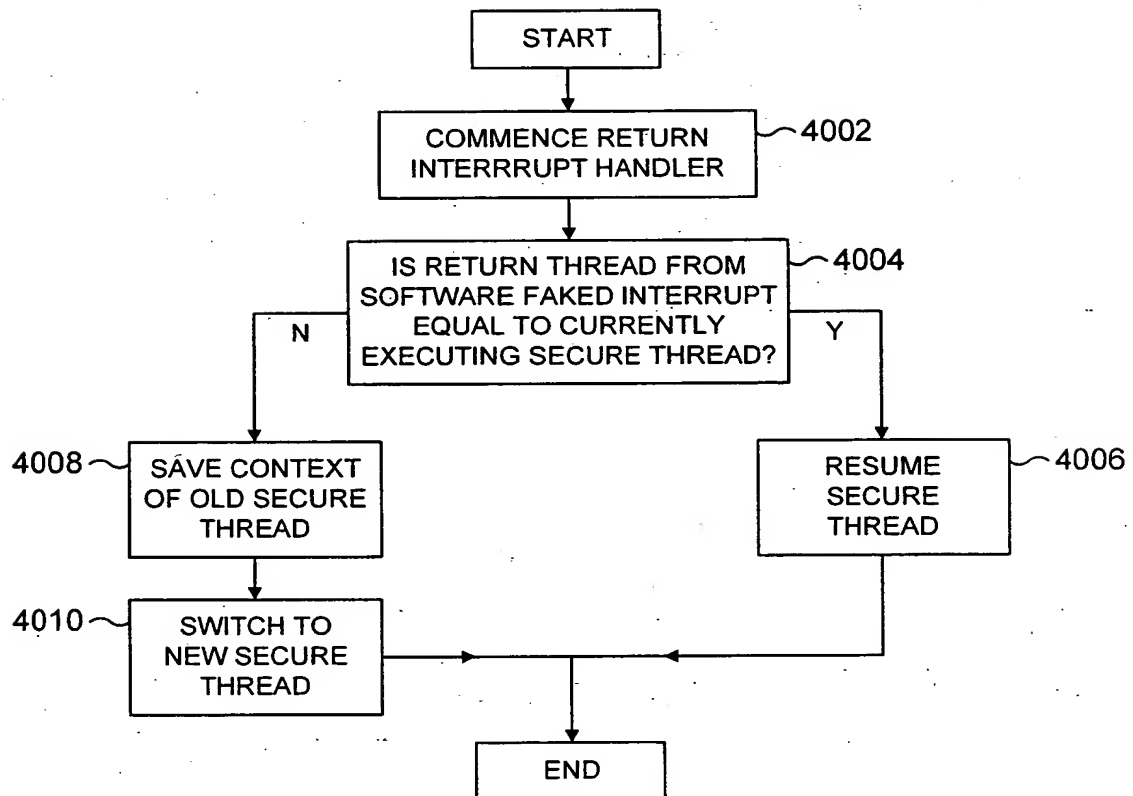 START
COMMENCE RETURN
INTERRRUPT HANDLER
4002
IS RETURN THREAD FROM
SOFTWARE FAKED INTERRUPT
EQUAL TO CURRENTLY
EXECUTING SECURE THREAD?
4004
N
Y
4008
SAVE CONTEXT
OF OLD SECURE
THREAD
RESUME
SECURE
THREAD
4006
4010
SWITCH TO
NEW SECURE
THREAD
END